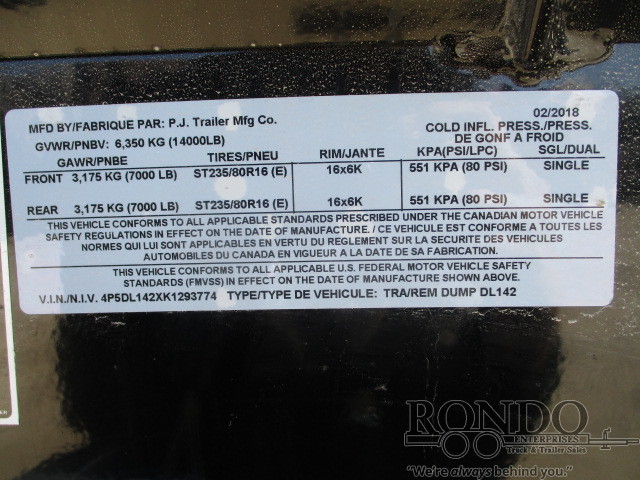 02/2018
MFD BY/FABRIQUE PAR: P.J. Trailer Mfg Co.
GVWR/PNBV: 6,350 KG (14000LB)
COLD INFL. PRESS./PRESS.
DE GONF A FROID
GAWR/PNBE TIRES/PNEU RIM/JANTE KPA(PSI/LPC) SGL/DUAL
FRONT 3,175 KG (7000 LB) ST235/80R16 (E) 16x6K 551 KPA (80 PSI) SINGLE
REAR 3,175 KG (7000 LB) ST235/80R16 (E) 16x6K 551 KPA (80 PSI) SINGLE
THIS VEHICLE CONFORMS TO ALL APPLICABLE STANDARDS PRESCRIBED UNDER THE CANADIAN MOTOR VEHICLE
SAFETY REGULATIONS IN EFFECT ON THE DATE OF MANUFACTURE. / CE VEHICULE EST CONFORME A TOUTES LES
NORMES QUI LUI SONT APPLICABLES EN VERTU DU REGLEMENT SUR LA SECURITE DES VEHICULES
AUTOMOBILES DU CANADA EN VIGUEUR A LA DATE DE SA FABRICATION.
THIS VEHICLE CONFORMS TO ALL APPLICABLE U.S. FEDERAL MOTOR VEHICLE SAFETY
STANDARDS (FMVSS) IN EFFECT ON THE DATE OF MANUFACTURE SHOWN ABOVE.
V.I.N./N.I.V. 4P5DL142XK1293774 TYPE/TYPE DE VEHICULE: TRA/REM DUMP DL142
RONDO
ENTERPRISES
Truck & Trailer Sales
"We're always behind you."